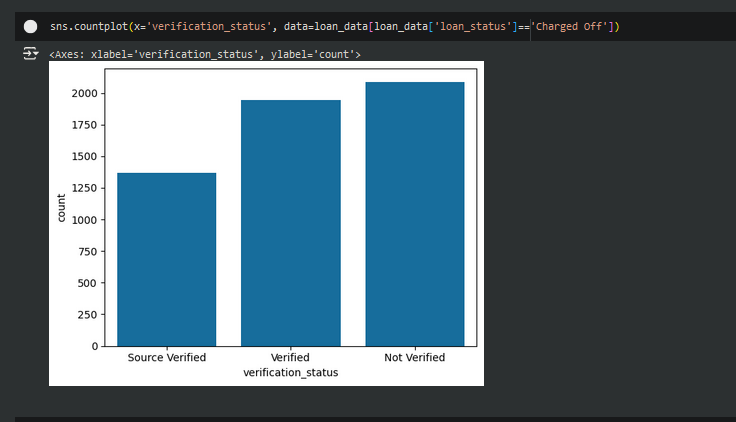 sns.countplot(x='verification_status', data=loan_data[loan_data['loan_status']=='Charged Off'])
<Axes: xlabel='verification_status', ylabel='count'>
2000
1750
1500
1250
1000
750
500
250
0
count
Source Verified Verified Not Verified
verification_status